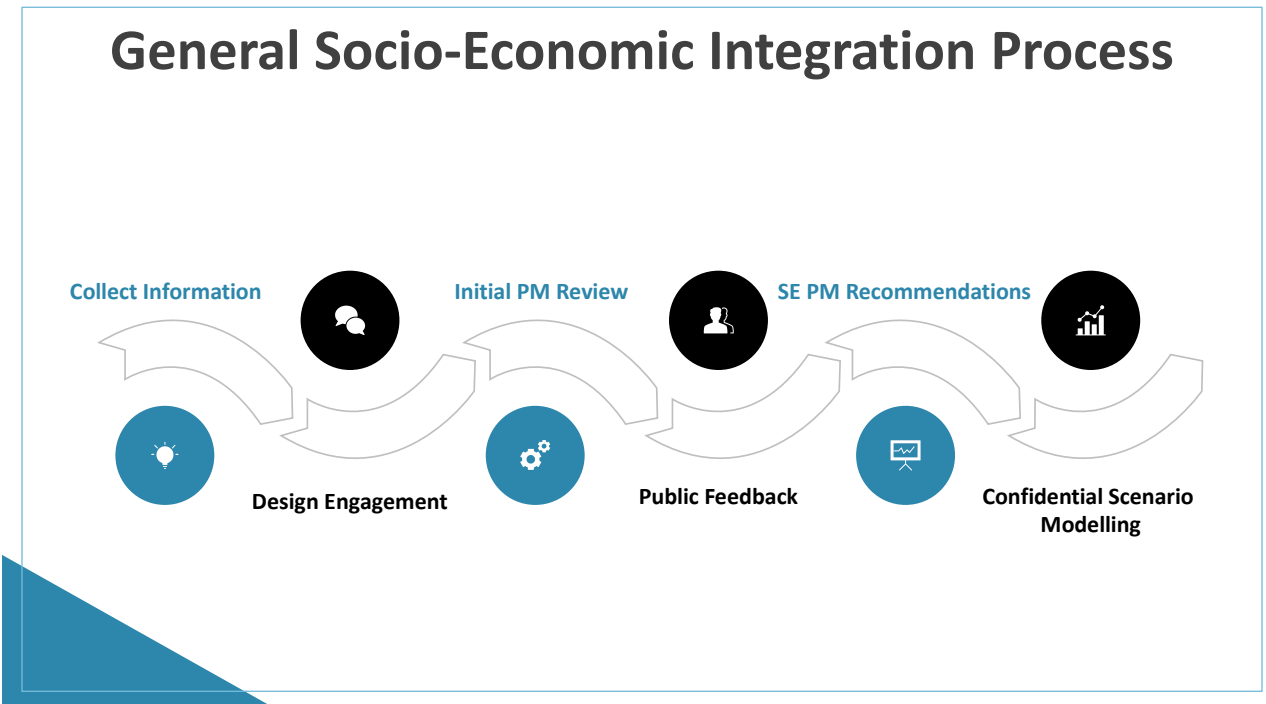 General Socio-Economic Integration Process
Collect Information
Design Engagement
Initial PM Review
Public Feedback
SE PM Recommendations
Confidential Scenario
Modelling